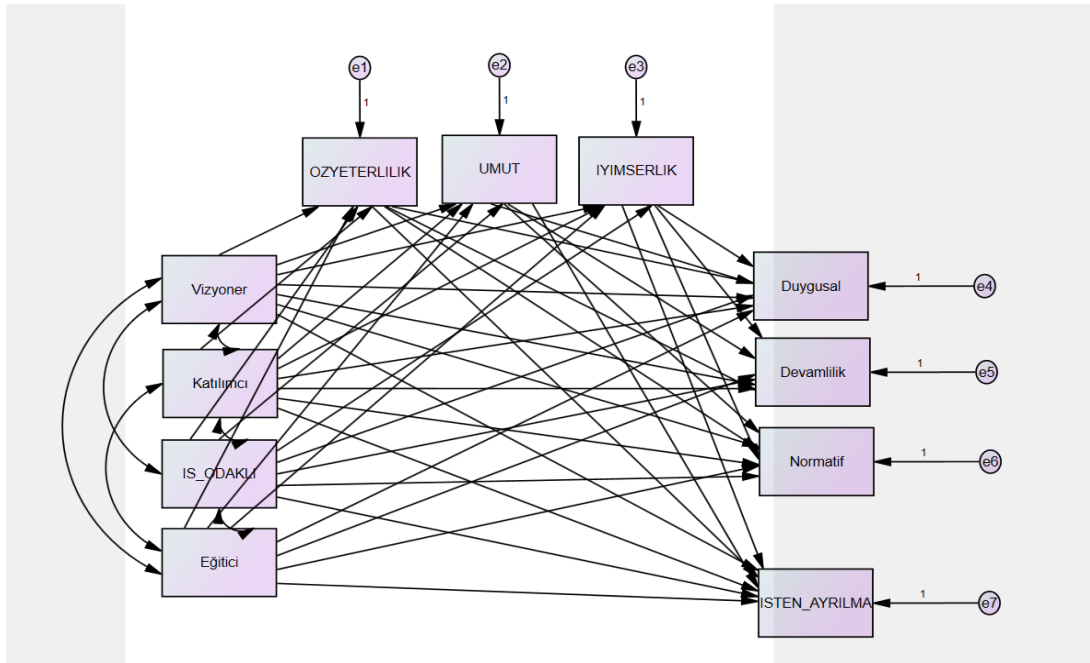 e1
e2
e3
1
1
1
OZYETERLILIK
UMUT
IYIMSERLIK
Vizyoner
Duygusal
1
e4
Katılımcı
Devamlilik
1
e5
IS_ODAKLI
Normatif
1
e6
Eğitici
ISTEN_AYRILMA
1
e7